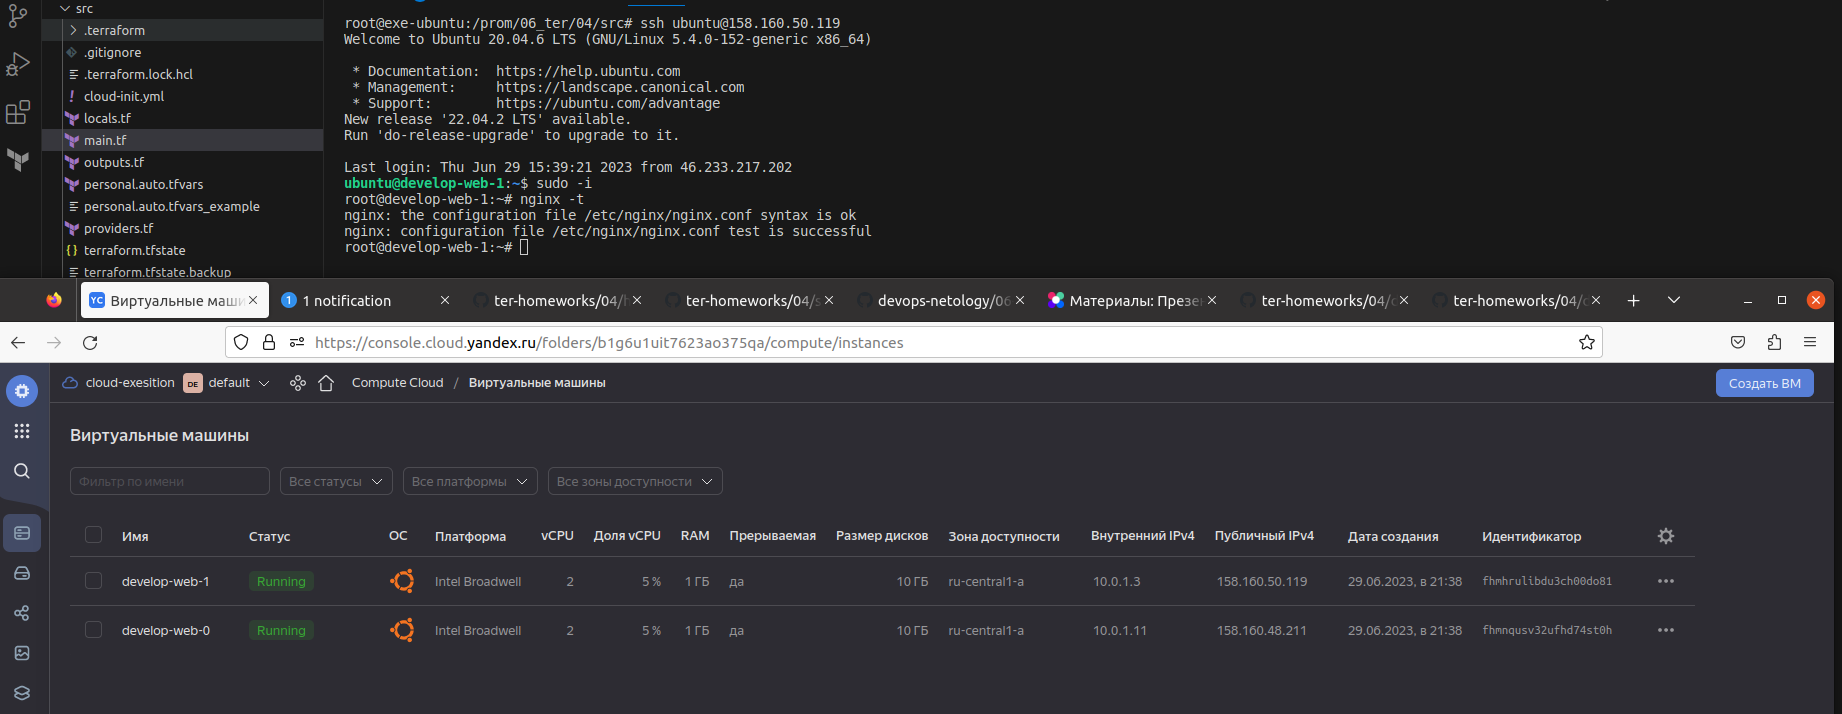 src
.terraform
.gitignore
.terraform.lock.hcl
cloud-init.yml
locals.tf
main.tf
outputs.tf
personal.auto.tfvars
personal.auto.tfvars_example
providers.tf
terraform.tfstate
terraform.tfstate.backup
root@exe-ubuntu:/prom/06_ter/04/src# ssh ubuntu@158.160.50.119
Welcome to Ubuntu 20.04.6 LTS (GNU/Linux 5.4.0-152-generic x86_64)
* Documentation:  https://help.ubuntu.com
* Management:     https://landscape.canonical.com
* Support:        https://ubuntu.com/advantage
New release '22.04.2 LTS' available.
Run 'do-release-upgrade' to upgrade to it.
Last login: Thu Jun 29 15:39:21 2023 from 46.233.217.202
ubuntu@develop-web-1:~$ sudo -i
root@develop-web-1:~# nginx -t
nginx: the configuration file /etc/nginx/nginx.conf syntax is ok
nginx: configuration file /etc/nginx/nginx.conf test is successful
root@develop-web-1:~#
YC Виртуальные маши 1 1 notification ter-homeworks/04/ ter-homeworks/04/s devops-netology/06 Материалы: Презен ter-homeworks/04/ ter-homeworks/04/
https://console.cloud.yandex.ru/folders/b1g6u1uit7623ao375qa/compute/instances
cloud-exesition DE default Compute Cloud / Виртуальные машины Создать ВМ
Виртуальные машины
Фильтр по имени Все статусы Все платформы Все зоны доступности
Имя Статус ОС Платформа vCPU Доля vCPU RAM Прерываемая Размер дисков Зона доступности Внутренний IPv4 Публичный IPv4 Дата создания Идентификатор
develop-web-1 Running Intel Broadwell 2 5 % 1 ГБ да 10 ГБ ru-central1-a 10.0.1.3 158.160.50.119 29.06.2023, в 21:38 fhmhrulibdu3ch00do81
develop-web-0 Running Intel Broadwell 2 5 % 1 ГБ да 10 ГБ ru-central1-a 10.0.1.11 158.160.48.211 29.06.2023, в 21:38 fhmnqusv32ufhd74st0h